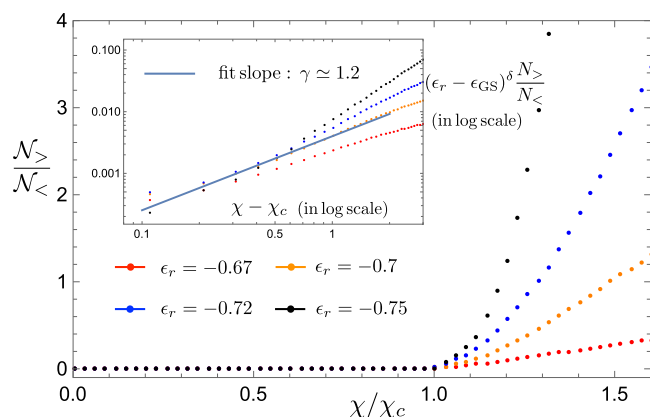 4
3
2
1
0
𝒩_>/𝒩_<
0.100
0.010
0.001
fit slope : γ ≃ 1.2
(ϵ_r − ϵ_GS)^δ N_>/N_<
(in log scale)
χ − χ_c (in log scale)
0.1 0.5 1
ϵ_r = −0.67 ϵ_r = −0.7
ϵ_r = −0.72 ϵ_r = −0.75
0.0 0.5 1.0 1.5
χ/χ_c